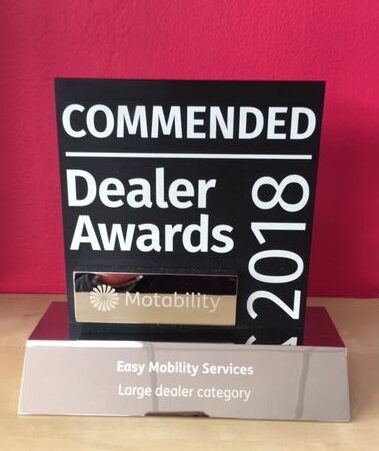 COMMENDED
Dealer
Awards
2018
Motability
Easy Mobility Services
Large dealer category